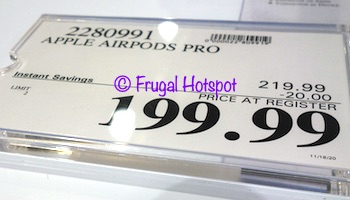 2280991
APPLE AIRPODS PRO
Instant Savings
219.99
-20.00
© Frugal Hotspot
LIMIT
2
PRICE AT REGISTER
199.99
11/18/20